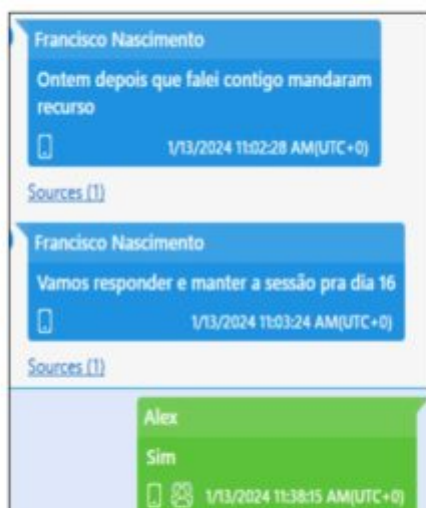 Francisco Nascimento
Ontem depois que falei contigo mandaram
recurso
1/13/2024 11:02:28 AM(UTC+0)
Sources (1)
Francisco Nascimento
Vamos responder e manter a sessão pra dia 16
1/13/2024 11:03:24 AM(UTC+0)
Sources (1)
Alex
Sim
1/13/2024 11:38:15 AM(UTC+0)